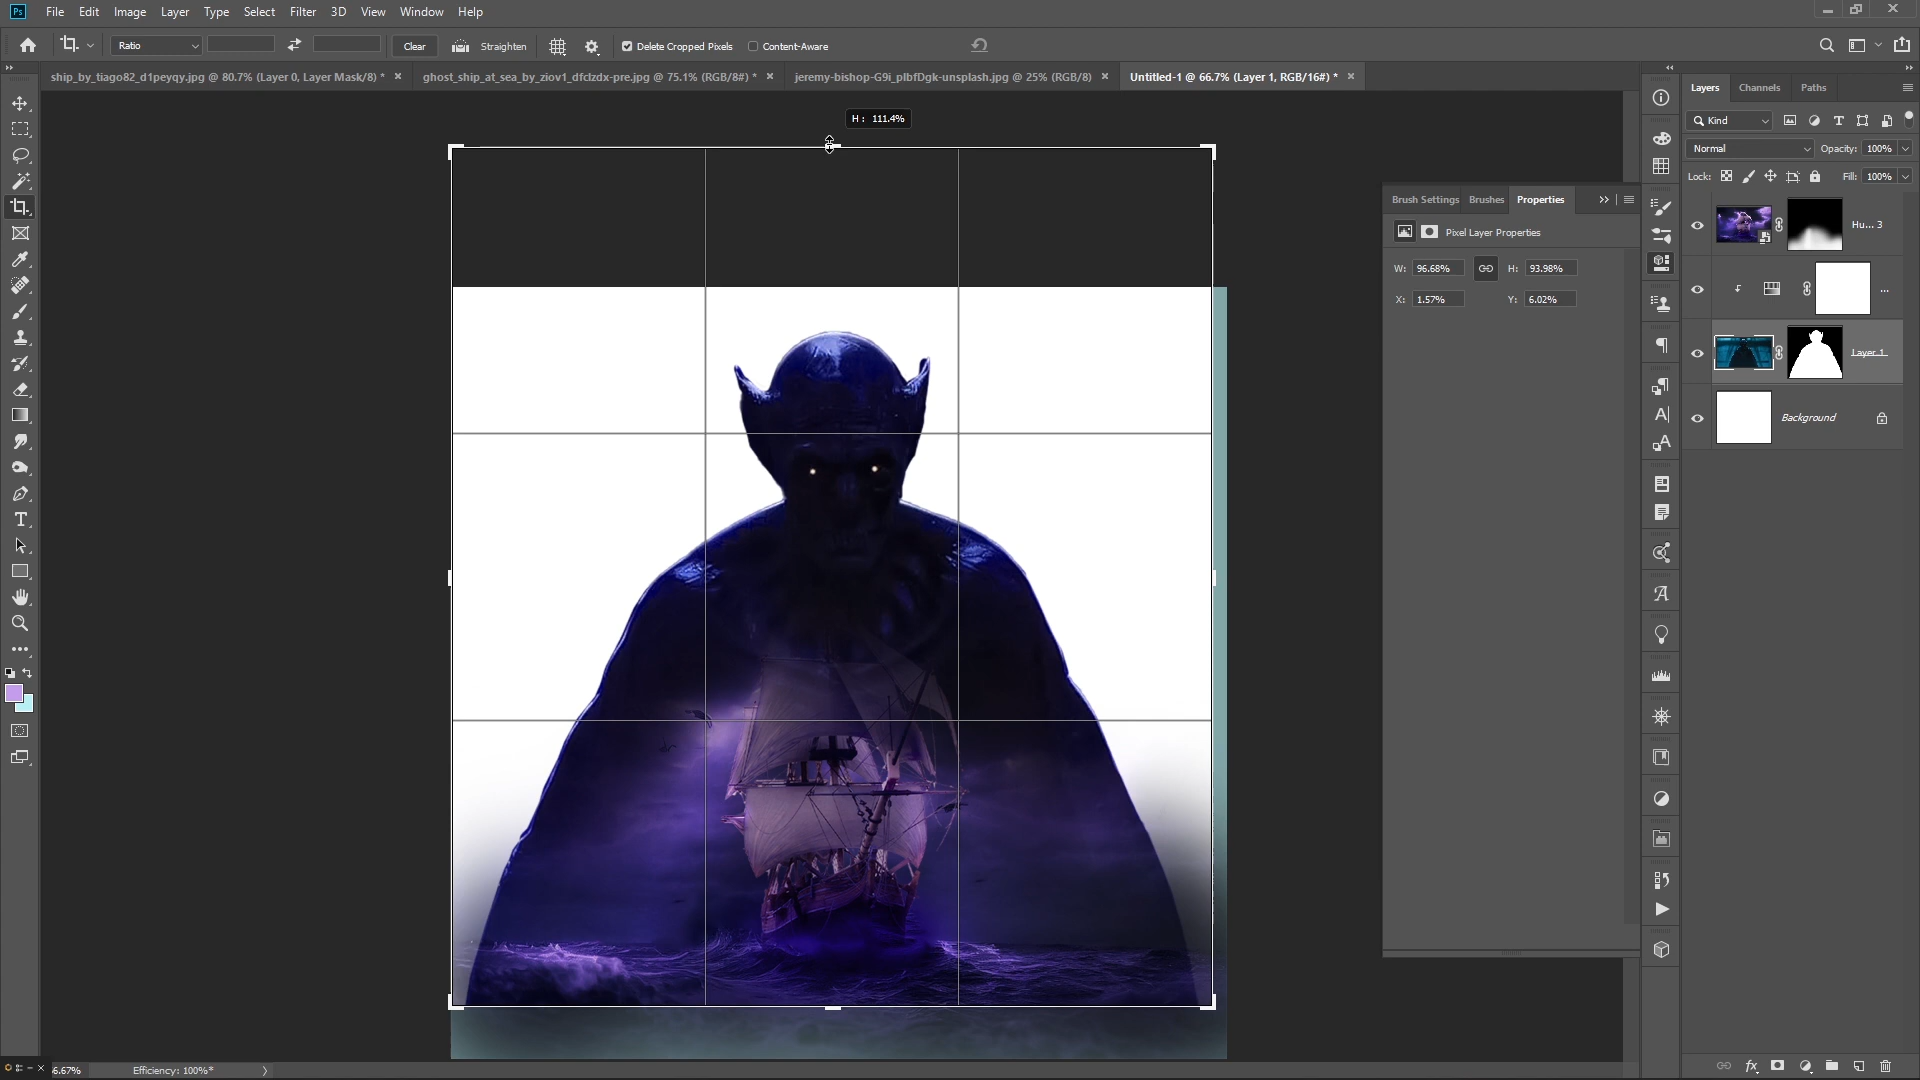 Ps File Edit Image Layer Type Select Filter 3D View Window Help
Ratio Clear Straighten Delete Cropped Pixels Content-Aware
ship_by_tiago82_d1peyqy.jpg @ 80.7% (Layer 0, Layer Mask/8) * ghost_ship_at_sea_by_ziov1_dfclzdx-pre.jpg @ 75.1% (RGB/8#) * jeremy-bishop-G9i_plbfDgk-unsplash.jpg @ 25% (RGB/8) Untitled-1 @ 66.7% (Layer 1, RGB/16#) *
H : 111.4%
Layers Channels Paths
Kind
Normal Opacity: 100%
Lock: Fill: 100%
Brush Settings Brushes Properties
Pixel Layer Properties
W: 96.68% H: 93.98%
X: 1.57% Y: 6.02%
Hu... 3
...
Layer 1
Background
66.67% Efficiency: 100%*